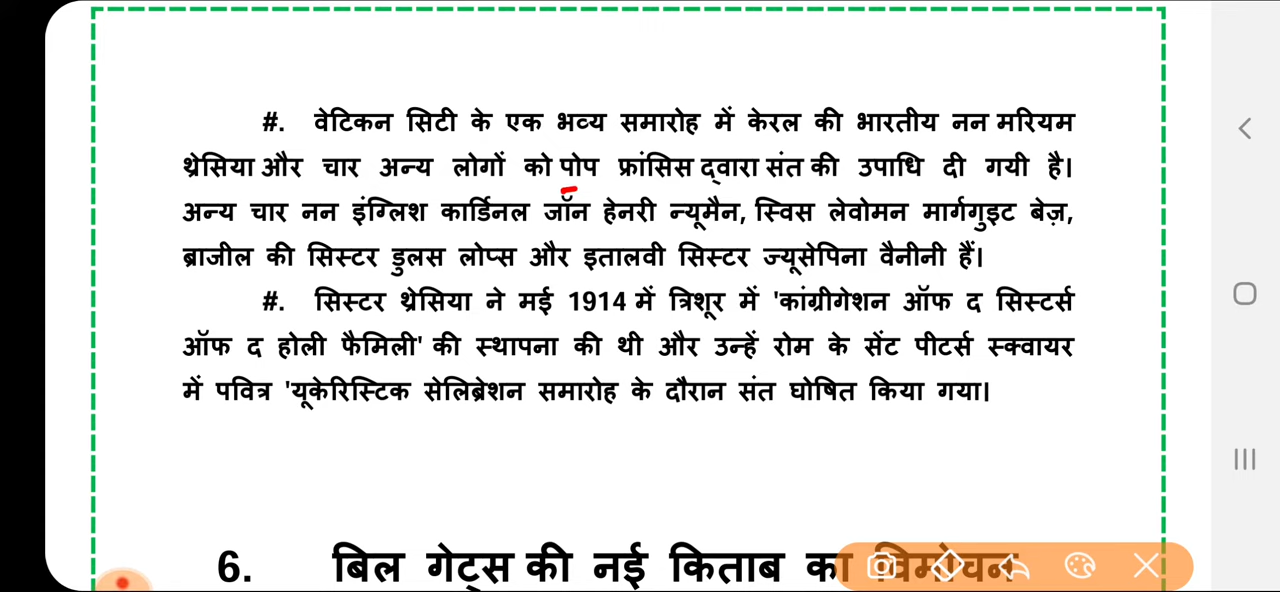 #. वेटिकन सिटी के एक भव्य समारोह में केरल की भारतीय नन मरियम
थ्रेसिया और चार अन्य लोगों को पोप फ्रांसिस द्वारा संत की उपाधि दी गयी है।
अन्य चार नन इंग्लिश कार्डिनल जॉन हेनरी न्यूमैन, स्विस लेवोमन मार्गगुइट बेज़,
ब्राजील की सिस्टर डुलस लोप्स और इतालवी सिस्टर ज्यूसेपिना वैनीनी हैं।
#. सिस्टर थ्रेसिया ने मई 1914 में त्रिशूर में 'कांग्रीगेशन ऑफ द सिस्टर्स
ऑफ द होली फैमिली' की स्थापना की थी और उन्हें रोम के सेंट पीटर्स स्क्वायर
में पवित्र 'यूकेरिस्टिक सेलिब्रेशन समारोह के दौरान संत घोषित किया गया।
6. बिल गेट्स की नई किताब का विमोचन